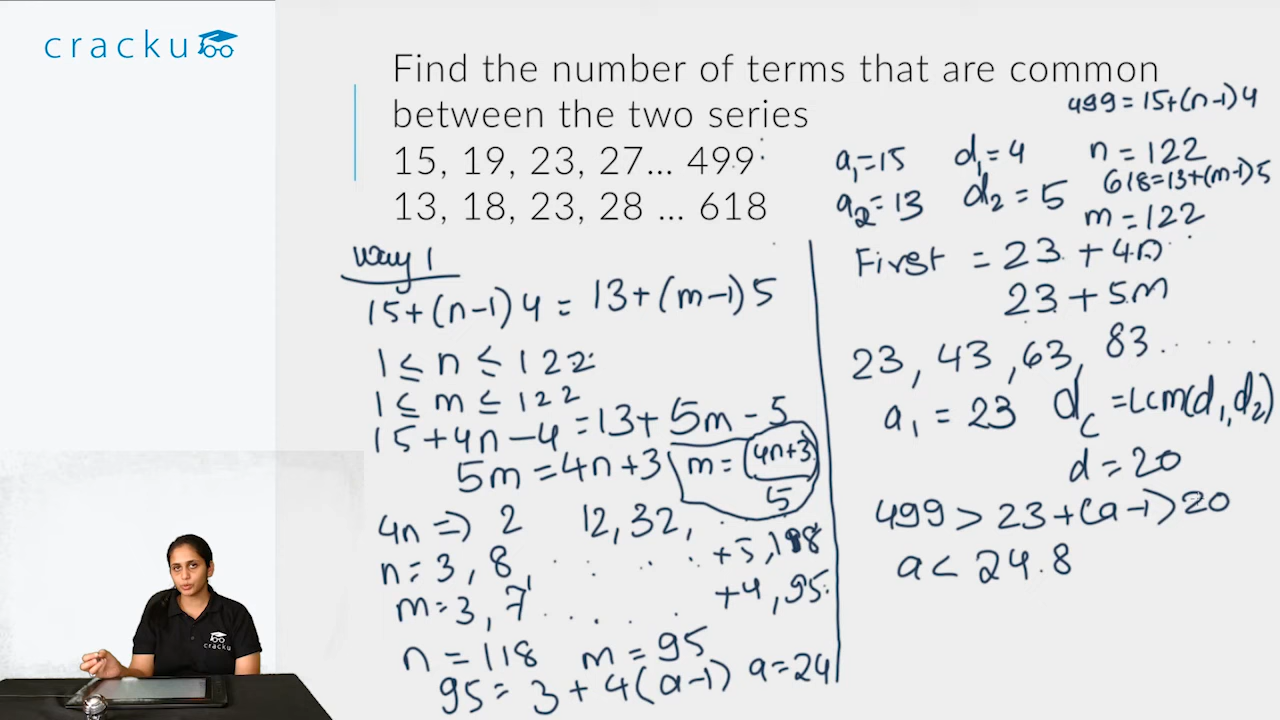 cracku
Find the number of terms that are common
between the two series
15, 19, 23, 27... 499
13, 18, 23, 28 ... 618
499 = 15+(n-1)4
a₁=15 d₁=4 n = 122
618=13+(m-1)5
a₂=13 d₂=5 m = 122
Way 1
15+(n-1)4 = 13+(m-1)5
1 ≤ n ≤ 122
1 ≤ m ≤ 122
15+4n-4 = 13+5m-5
5m = 4n+3 m = 4n+3
5
4n => 2 12, 32, . . .
n = 3, 8 . . . . . +5, 118
m = 3, 7 . . . . . +4, 95
n = 118 m = 95
95 = 3 + 4(a-1) a = 24
First = 23 + 4n
23 + 5m
23, 43, 63, 83 . . . . . .
a₁ = 23 d꜀ = Lcm(d₁, d₂)
d = 20
499 > 23+(a-1)20
a < 24.8
cracku